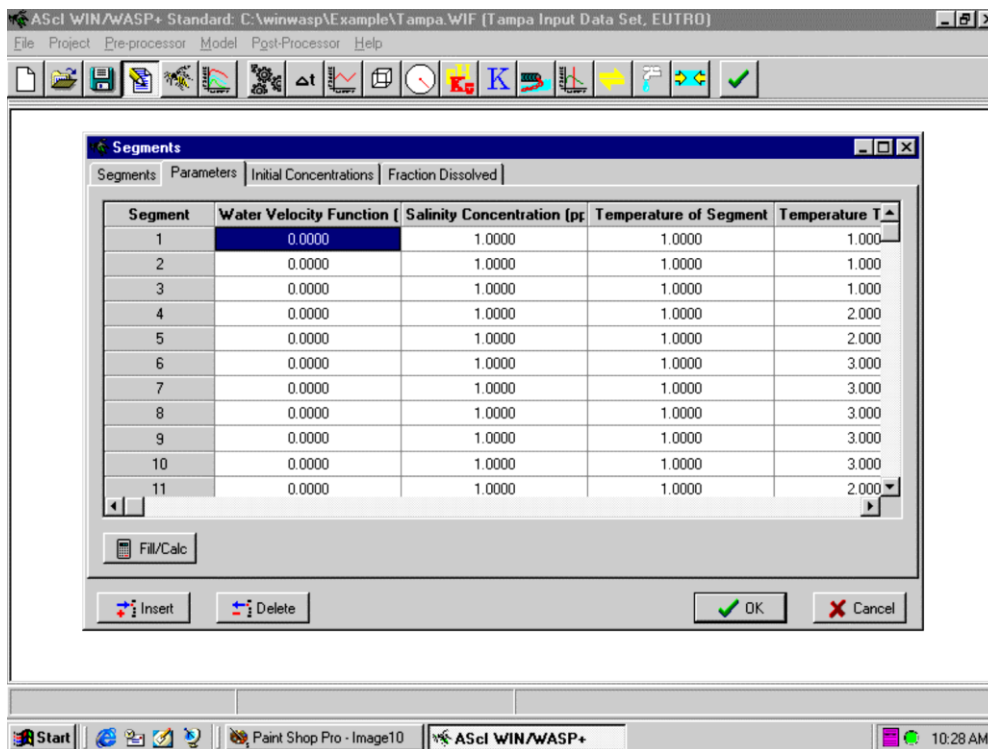 AScI WIN/WASP+ Standard: C:\winwasp\Example\Tampa.WIF (Tampa Input Data Set, EUTRO)
File Project Pre-processor Model Post-Processor Help
Δt K K
Segments
Segments Parameters Initial Concentrations Fraction Dissolved
Segment Water Velocity Function ( Salinity Concentration (pp Temperature of Segment Temperature T
1 0.0000 1.0000 1.0000 1.000
2 0.0000 1.0000 1.0000 1.000
3 0.0000 1.0000 1.0000 1.000
4 0.0000 1.0000 1.0000 2.000
5 0.0000 1.0000 1.0000 2.000
6 0.0000 1.0000 1.0000 3.000
7 0.0000 1.0000 1.0000 3.000
8 0.0000 1.0000 1.0000 3.000
9 0.0000 1.0000 1.0000 3.000
10 0.0000 1.0000 1.0000 3.000
11 0.0000 1.0000 1.0000 2.000
Fill/Calc
Insert Delete OK Cancel
Start Paint Shop Pro - Image10 AScI WIN/WASP+ 10:28 AM